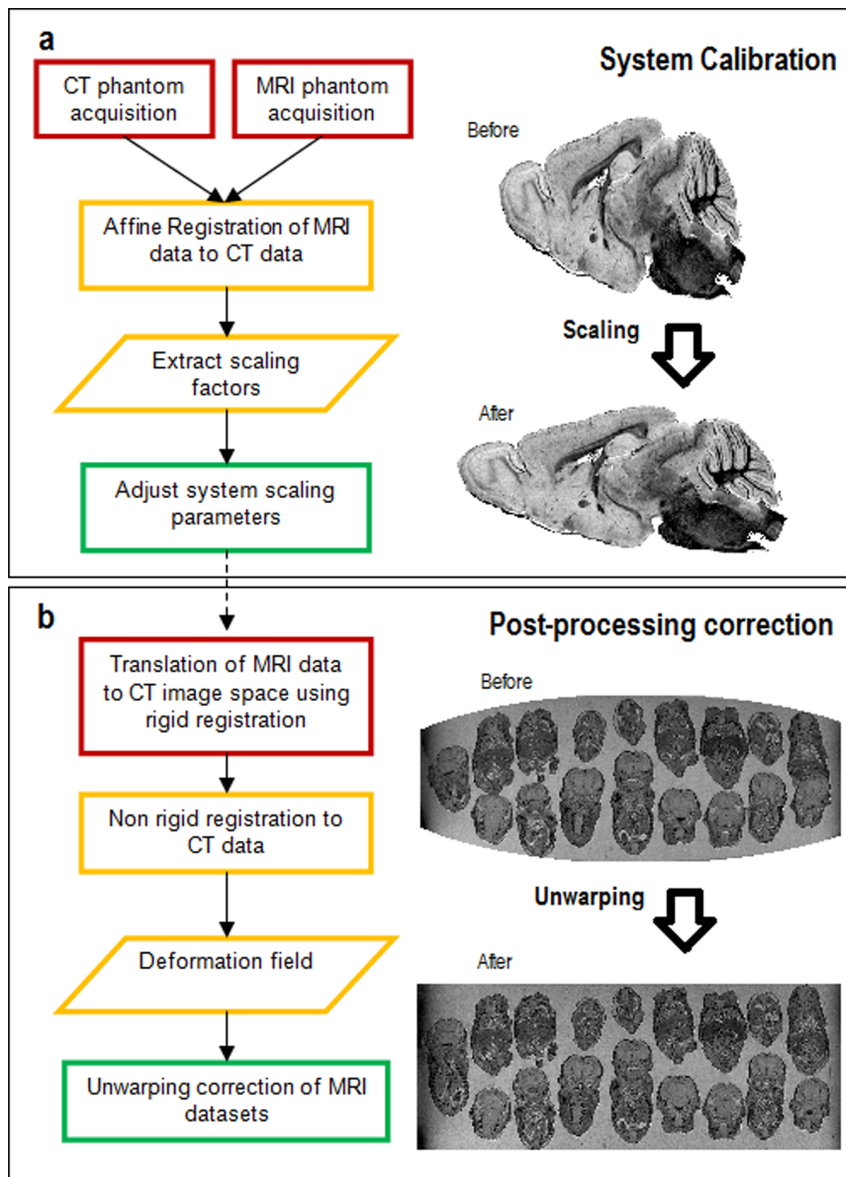 a
System Calibration
CT phantom
acquisition
MRI phantom
acquisition
Before
Affine Registration of MRI
data to CT data
Scaling
Extract scaling
factors
After
Adjust system scaling
parameters
b
Post-processing correction
Translation of MRI data
to CT image space using
rigid registration
Before
Non rigid registration to
CT data
Unwarping
Deformation field
After
Unwarping correction of MRI
datasets